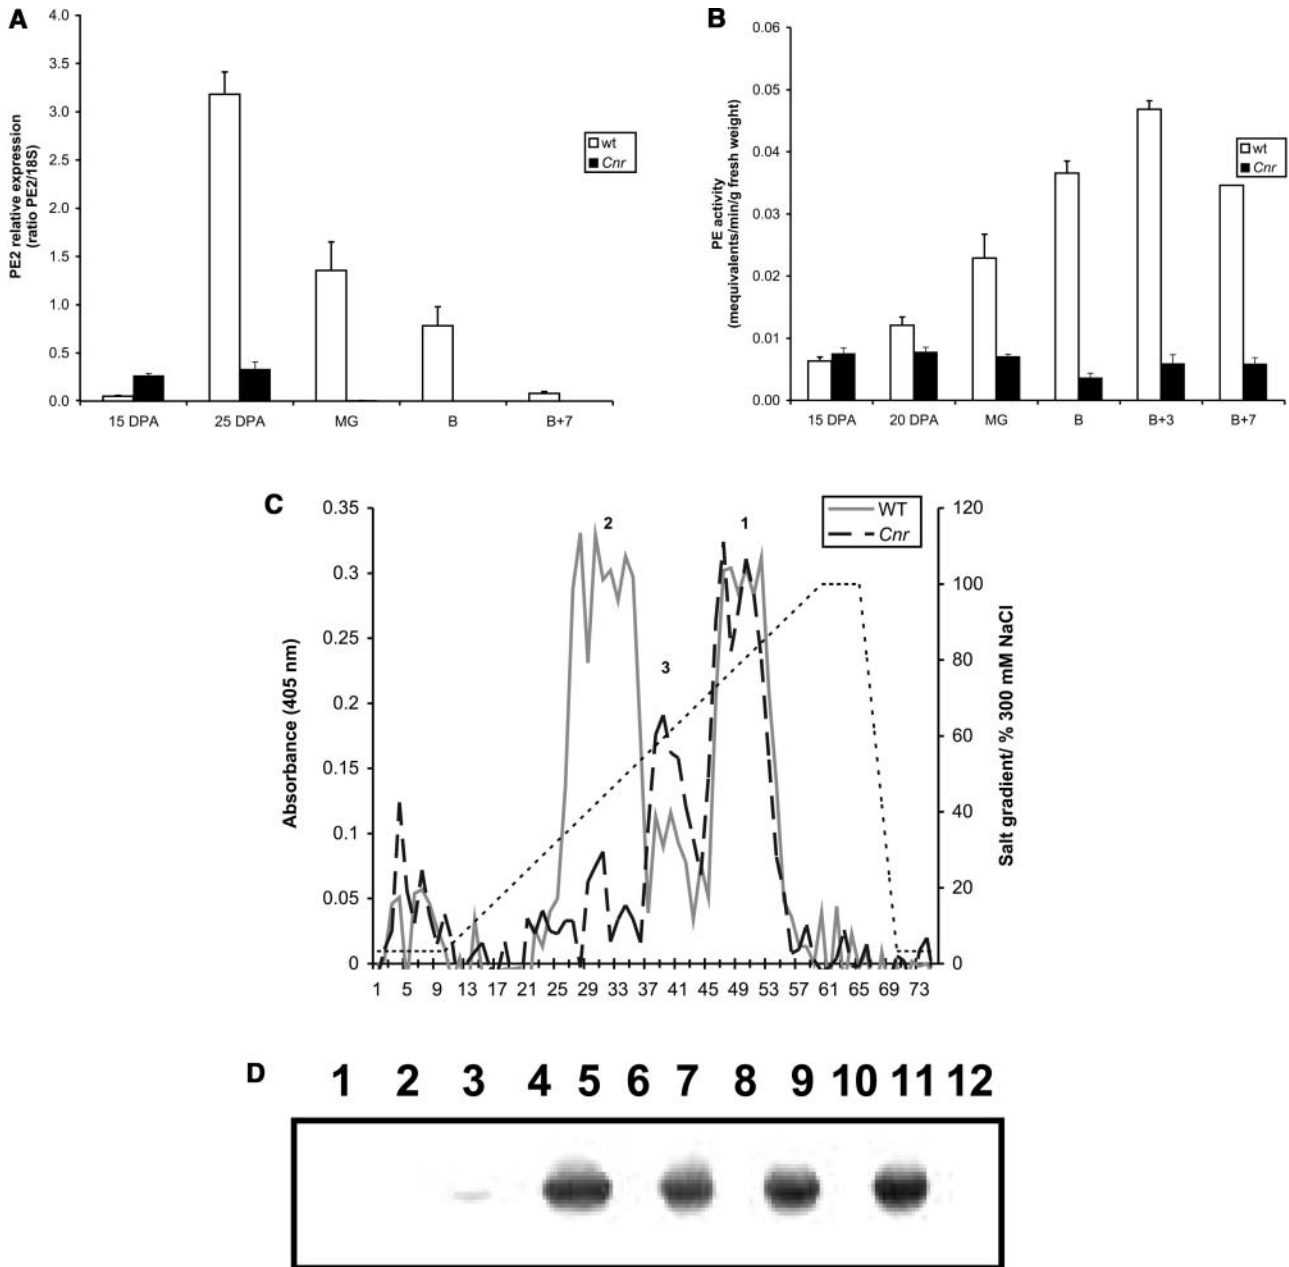 A
PE2 relative expression
(ratio PE2/18S)
4.0
3.5
3.0
2.5
2.0
1.5
1.0
0.5
0.0
15 DPA 25 DPA MG B B+7
wt
Cnr
B
PE activity
(mequivalents/min/g fresh weight)
0.06
0.05
0.04
0.03
0.02
0.01
0.00
15 DPA 20 DPA MG B B+3 B+7
wt
Cnr
C
Absorbance (405 nm)
0.35
0.3
0.25
0.2
0.15
0.1
0.05
0
2
3
1
WT
Cnr
120
100
80
60
40
20
0
Salt gradient/ % 300 mM NaCl
1 5 9 13 17 21 25 29 33 37 41 45 49 53 57 61 65 69 73
D
1 2 3 4 5 6 7 8 9 10 11 12